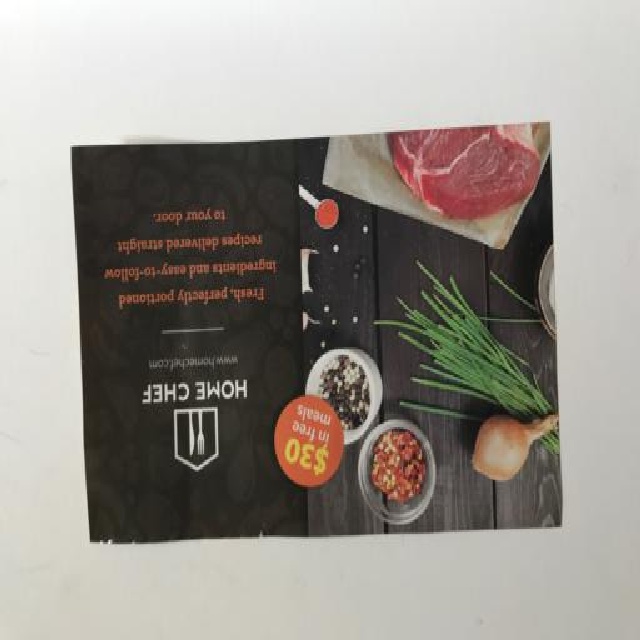 HOME CHEF
www.homechef.com
Fresh, perfectly portioned
ingredients and easy-to-follow
recipes delivered straight
to your door.
$30
in free
meals